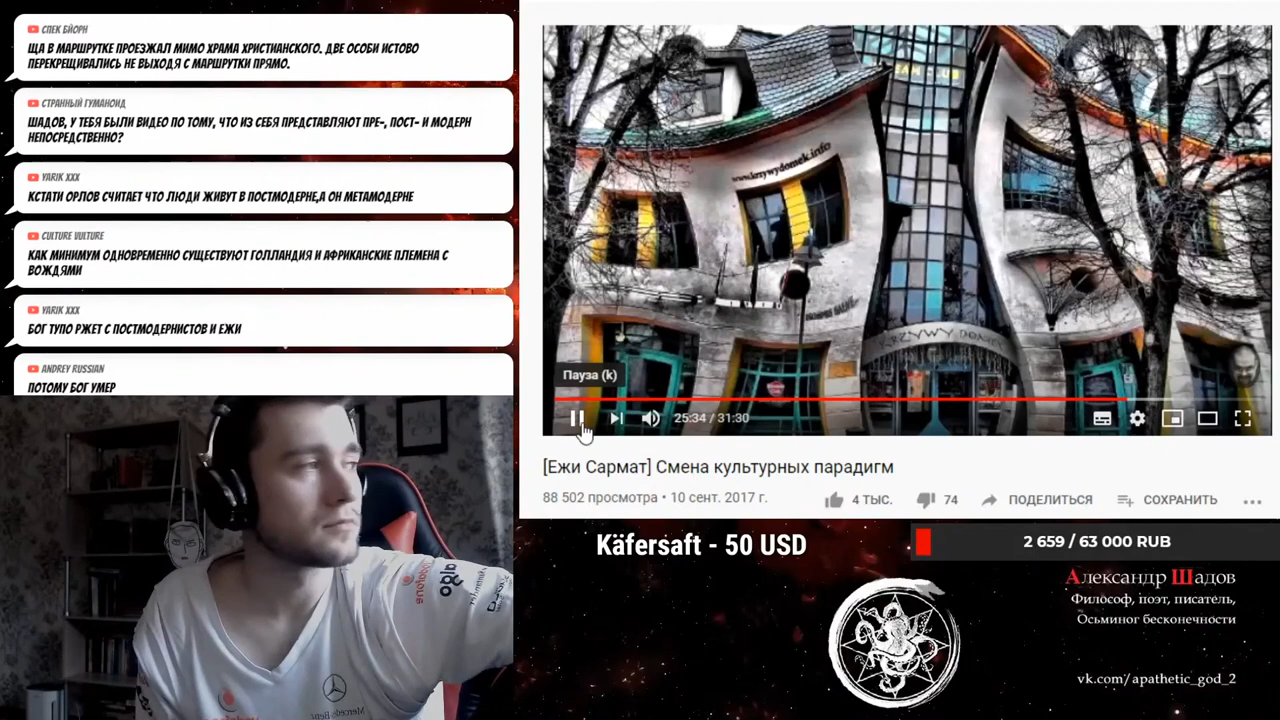 СПЕК БЙОРН
ЩА В МАРШРУТКЕ ПРОЕЗЖАЛ МИМО ХРАМА ХРИСТИАНСКОГО. ДВЕ ОСОБИ ИСТОВО
ПЕРЕКРЕЩИВАЛИСЬ НЕ ВЫХОДЯ С МАРШРУТКИ ПРЯМО.
СТРАННЫЙ ГУМАНОИД
ШАДОВ, У ТЕБЯ БЫЛИ ВИДЕО ПО ТОМУ, ЧТО ИЗ СЕБЯ ПРЕДСТАВЛЯЮТ ПРЕ-, ПОСТ- И МОДЕРН
НЕПОСРЕДСТВЕННО?
YARIK XXX
КСТАТИ ОРЛОВ СЧИТАЕТ ЧТО ЛЮДИ ЖИВУТ В ПОСТМОДЕРНЕ,А ОН МЕТАМОДЕРНЕ
CULTURE VULTURE
КАК МИНИМУМ ОДНОВРЕМЕННО СУЩЕСТВУЮТ ГОЛЛАНДИЯ И АФРИКАНСКИЕ ПЛЕМЕНА С
ВОЖДЯМИ
YARIK XXX
БОГ ТУПО РЖЕТ С ПОСТМОДЕРНИСТОВ И ЕЖИ
ANDREY RUSSIAN
ПОТОМУ БОГ УМЕР
www.krzywydomek.info
KRZYWY DOMEK
Пауза (k)
25:34 / 31:30
[Ежи Сармат] Смена культурных парадигм
88 502 просмотра • 10 сент. 2017 г.
4 ТЫС.
74
ПОДЕЛИТЬСЯ
СОХРАНИТЬ
Käfersaft - 50 USD
2 659 / 63 000 RUB
Александр Шадов
Философ, поэт, писатель,
Осьминог бесконечности
vk.com/apathetic_god_2